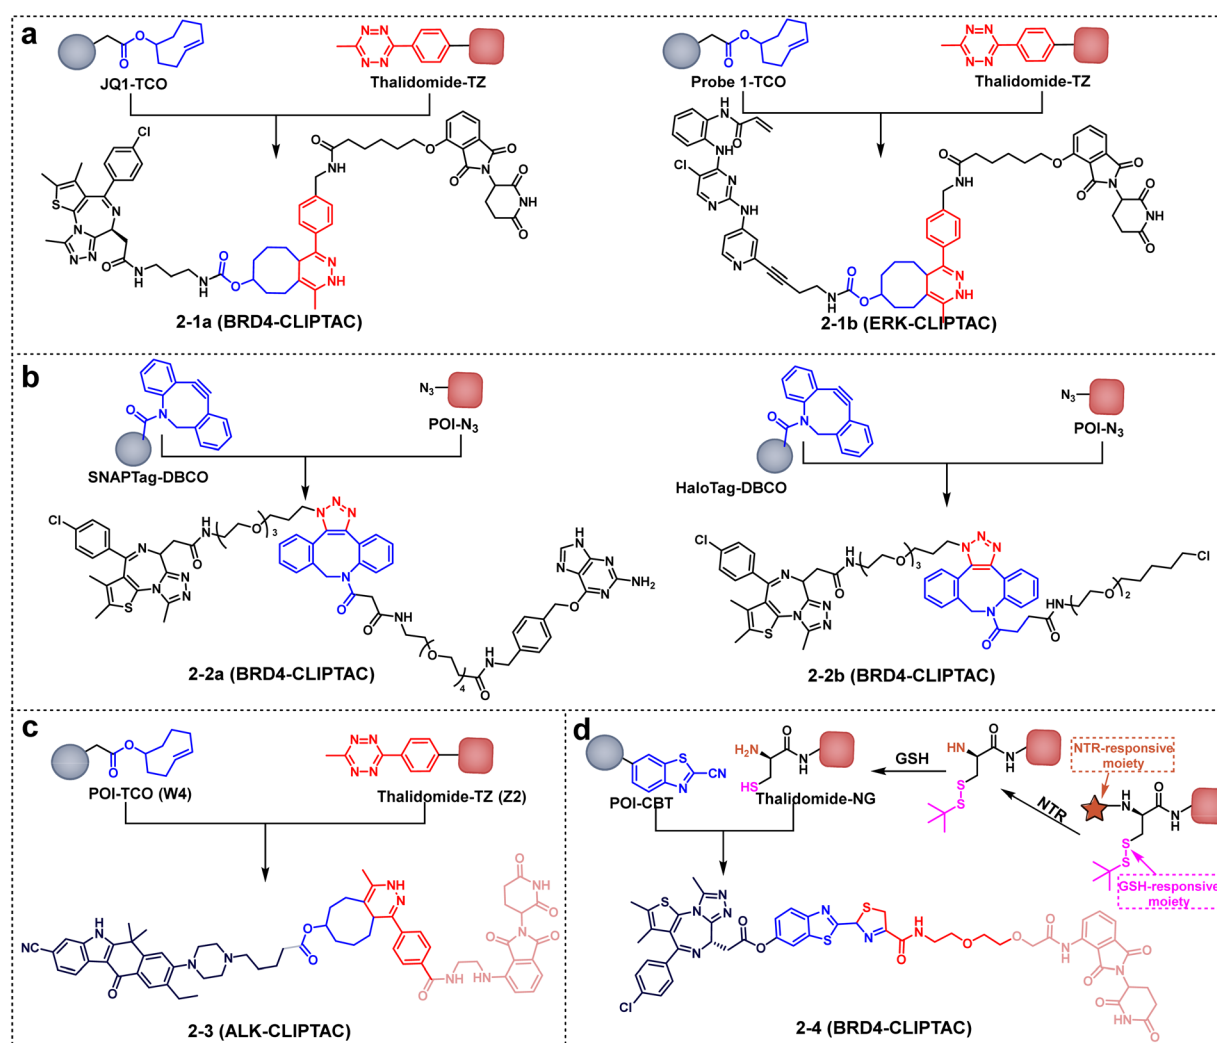 a
JQ1-TCO
Thalidomide-TZ
2-1a (BRD4-CLIPTAC)
Probe 1-TCO
Thalidomide-TZ
2-1b (ERK-CLIPTAC)
b
N3
SNAPTag-DBCO
POI-N3
2-2a (BRD4-CLIPTAC)
N3
HaloTag-DBCO
POI-N3
2-2b (BRD4-CLIPTAC)
c
POI-TCO (W4)
Thalidomide-TZ (Z2)
2-3 (ALK-CLIPTAC)
d
POI-CBT
Thalidomide-NG
GSH
NTR
NTR-responsive
moiety
GSH-responsive
moiety
2-4 (BRD4-CLIPTAC)